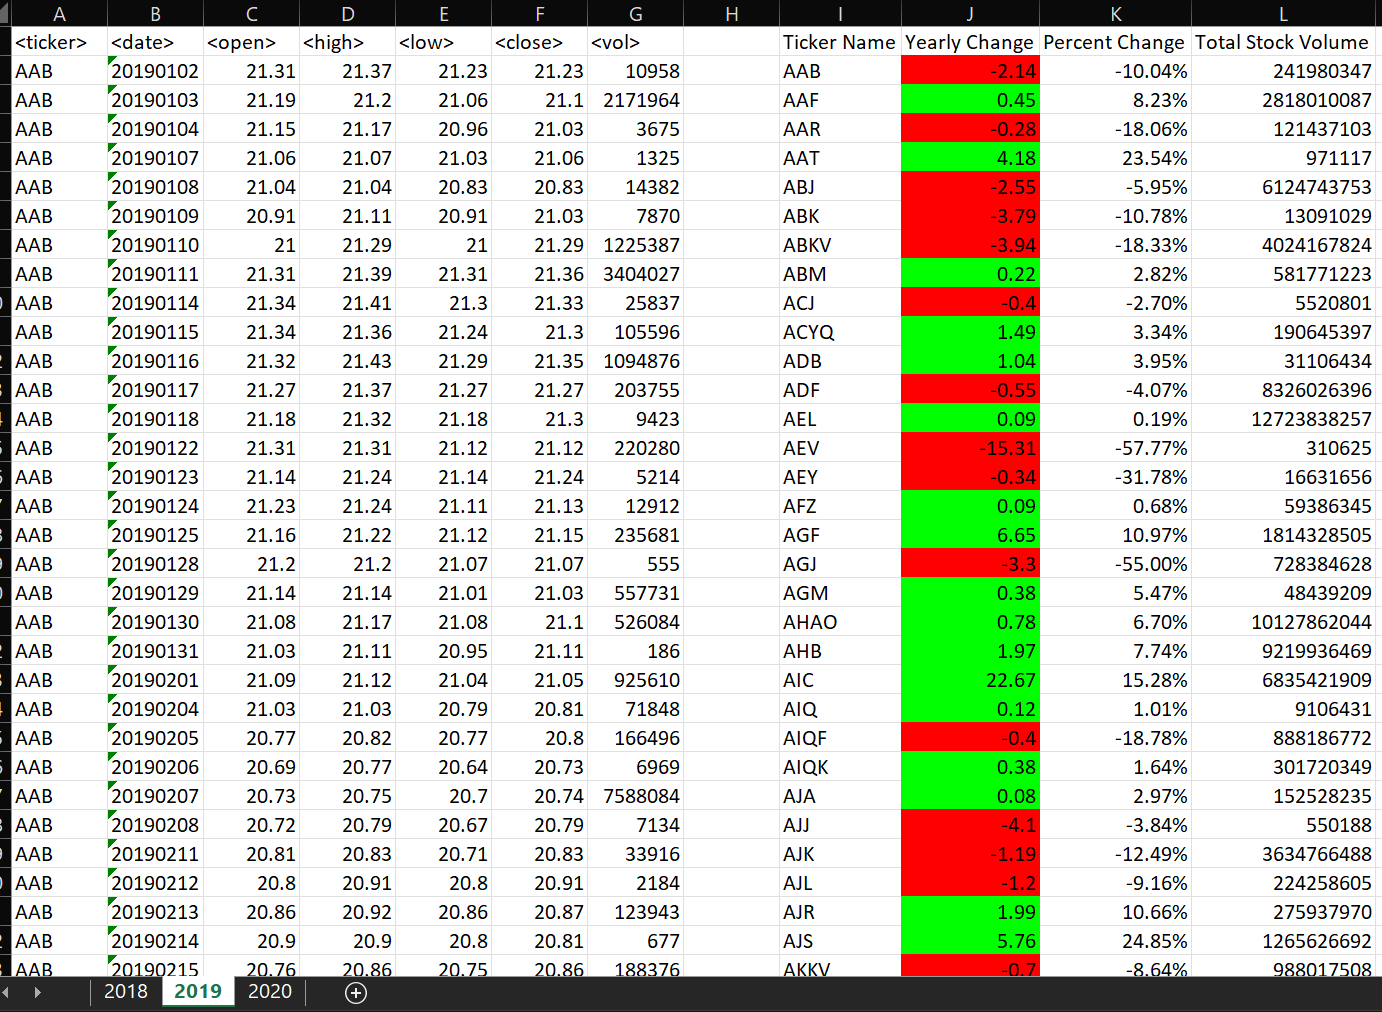 A B C D E F G H I J K L
<ticker> <date> <open> <high> <low> <close> <vol> Ticker Name Yearly Change Percent Change Total Stock Volume
AAB 20190102 21.31 21.37 21.23 21.23 10958 AAB -2.14 -10.04% 241980347
AAB 20190103 21.19 21.2 21.06 21.1 2171964 AAF 0.45 8.23% 2818010087
AAB 20190104 21.15 21.17 20.96 21.03 3675 AAR -0.28 -18.06% 121437103
AAB 20190107 21.06 21.07 21.03 21.06 1325 AAT 4.18 23.54% 971117
AAB 20190108 21.04 21.04 20.83 20.83 14382 ABJ -2.55 -5.95% 6124743753
AAB 20190109 20.91 21.11 20.91 21.03 7870 ABK -3.79 -10.78% 13091029
AAB 20190110 21 21.29 21 21.29 1225387 ABKV -3.94 -18.33% 4024167824
AAB 20190111 21.31 21.39 21.31 21.36 3404027 ABM 0.22 2.82% 581771223
AAB 20190114 21.34 21.41 21.3 21.33 25837 ACJ -0.4 -2.70% 5520801
AAB 20190115 21.34 21.36 21.24 21.3 105596 ACYQ 1.49 3.34% 190645397
AAB 20190116 21.32 21.43 21.29 21.35 1094876 ADB 1.04 3.95% 31106434
AAB 20190117 21.27 21.37 21.27 21.27 203755 ADF -0.55 -4.07% 8326026396
AAB 20190118 21.18 21.32 21.18 21.3 9423 AEL 0.09 0.19% 12723838257
AAB 20190122 21.31 21.31 21.12 21.12 220280 AEV -15.31 -57.77% 310625
AAB 20190123 21.14 21.24 21.14 21.24 5214 AEY -0.34 -31.78% 16631656
AAB 20190124 21.23 21.24 21.11 21.13 12912 AFZ 0.09 0.68% 59386345
AAB 20190125 21.16 21.22 21.12 21.15 235681 AGF 6.65 10.97% 1814328505
AAB 20190128 21.2 21.2 21.07 21.07 555 AGJ -3.3 -55.00% 728384628
AAB 20190129 21.14 21.14 21.01 21.03 557731 AGM 0.38 5.47% 48439209
AAB 20190130 21.08 21.17 21.08 21.1 526084 AHAO 0.78 6.70% 10127862044
AAB 20190131 21.03 21.11 20.95 21.11 186 AHB 1.97 7.74% 9219936469
AAB 20190201 21.09 21.12 21.04 21.05 925610 AIC 22.67 15.28% 6835421909
AAB 20190204 21.03 21.03 20.79 20.81 71848 AIQ 0.12 1.01% 9106431
AAB 20190205 20.77 20.82 20.77 20.8 166496 AIQF -0.4 -18.78% 888186772
AAB 20190206 20.69 20.77 20.64 20.73 6969 AIQK 0.38 1.64% 301720349
AAB 20190207 20.73 20.75 20.7 20.74 7588084 AJA 0.08 2.97% 152528235
AAB 20190208 20.72 20.79 20.67 20.79 7134 AJJ -4.1 -3.84% 550188
AAB 20190211 20.81 20.83 20.71 20.83 33916 AJK -1.19 -12.49% 3634766488
AAB 20190212 20.8 20.91 20.8 20.91 2184 AJL -1.2 -9.16% 224258605
AAB 20190213 20.86 20.92 20.86 20.87 123943 AJR 1.99 10.66% 275937970
AAB 20190214 20.9 20.9 20.8 20.81 677 AJS 5.76 24.85% 1265626692
AAB 20190215 20.76 20.86 20.75 20.86 188376 AKKV -0.7 -8.64% 988017508
2018 2019 2020